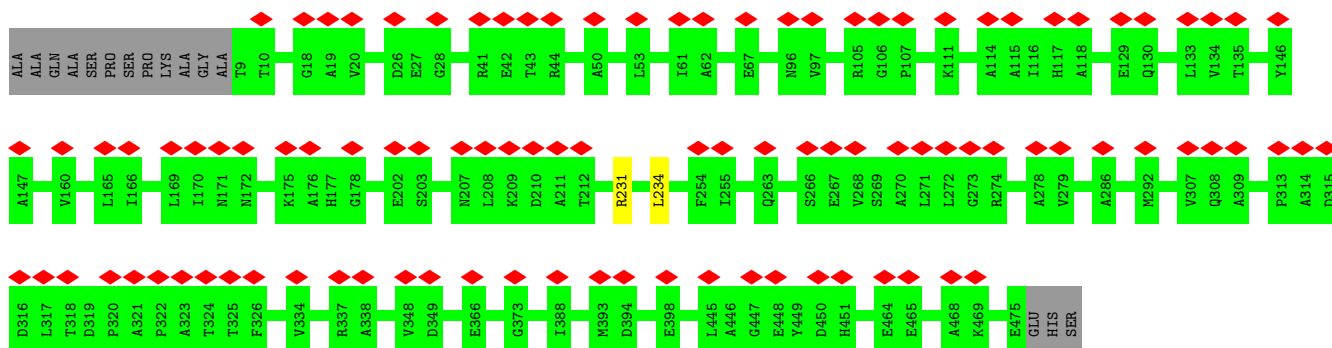 ALA ALA GLN ALA SER PRO SER PRO LYS ALA GLY ALA T9 T10 G18 A19 V20 D26 E27 G28 R41 E42 T43 R44 A50 L53 I61 A62 E67 N96 V97 R105 G106 P107 K111 A114 A115 I116 H117 A118 E129 Q130 L133 V134 T135 Y146
A147 V160 L165 I166 L169 I170 N171 N172 K175 A176 H177 G178 E202 S203 N207 L208 K209 D210 A211 T212 R231 L234 F254 I255 Q263 S266 E267 V268 S269 A270 L271 L272 G273 R274 A278 V279 A286 M292 V307 Q308 A309 P313 A314 D315
D316 L317 T318 D319 P320 A321 P322 A323 T324 T325 F326 V334 R337 A338 V348 D349 E366 G373 I388 M393 D394 E398 L445 A446 G447 E448 Y449 D450 H451 E464 E465 A468 K469 E475 GLU HIS SER